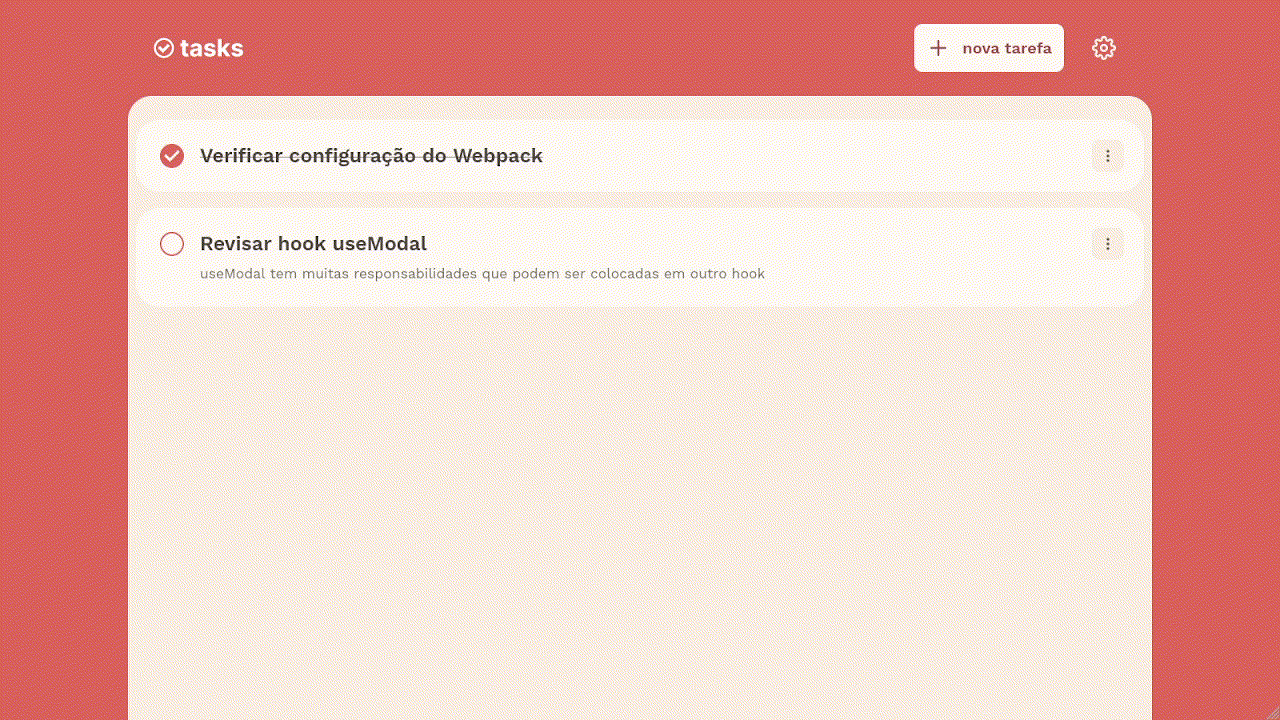 tasks
nova tarefa
Verificar configuração do Webpack
Revisar hook useModal
useModal tem muitas responsabilidades que podem ser colocadas em outro hook